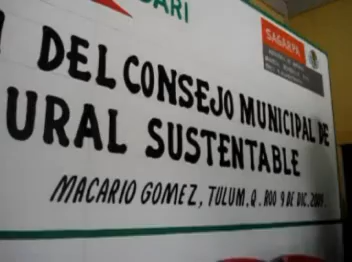 ARI
SAGARPA
DEL CONSEJO MUNICIPAL DE
URAL SUSTENTABLE
MACARIO GOMEZ, TULUM, Q. ROO 9 DE DIC. 2009.